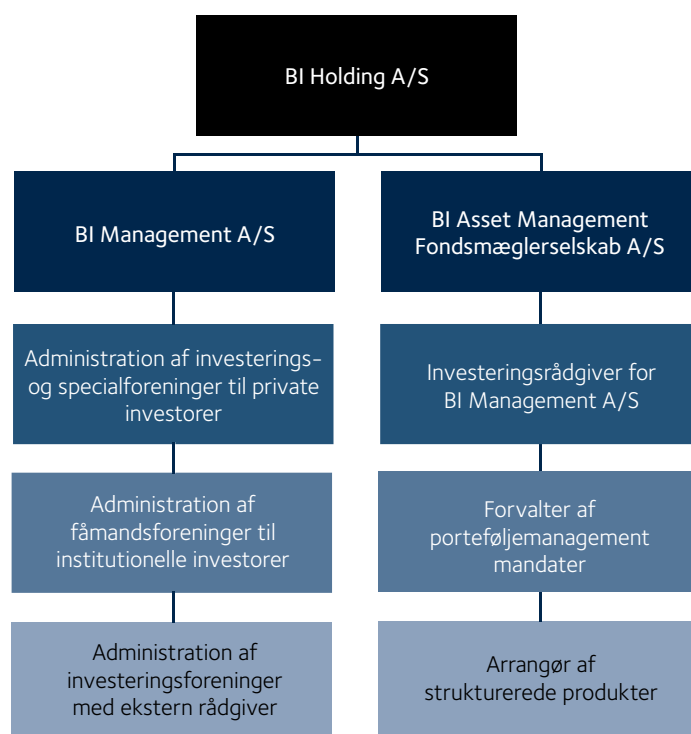 BI Holding A/S
BI Management A/S
Administration af investerings-
og specialforeninger til private
investorer
Administration af
fåmandsforeninger til
institutionelle investorer
Administration af
investeringsforeninger
med ekstern rådgiver
BI Asset Management
Fondsmæglerselskab A/S
Investeringsrådgiver for
BI Management A/S
Forvalter af
porteføljemanagement
mandater
Arrangør af
strukturerede produkter